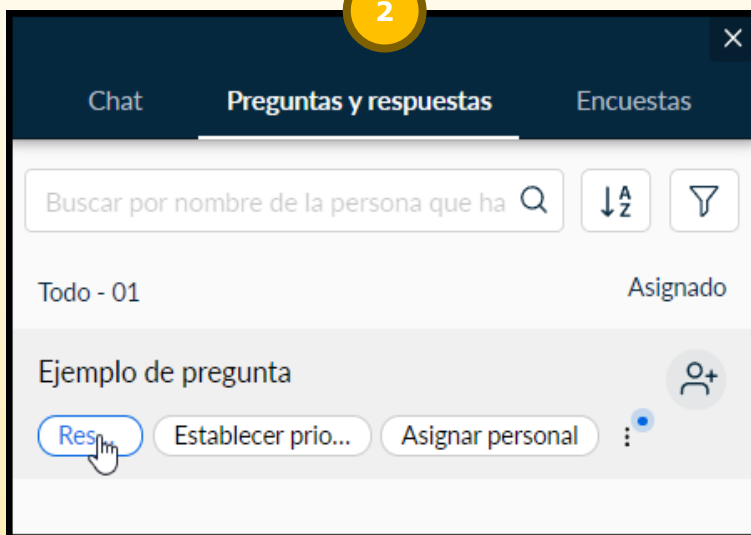 2
Chat Preguntas y respuestas Encuestas
Buscar por nombre de la persona que ha
Todo - 01 Asignado
Ejemplo de pregunta
Res... Establecer prio... Asignar personal